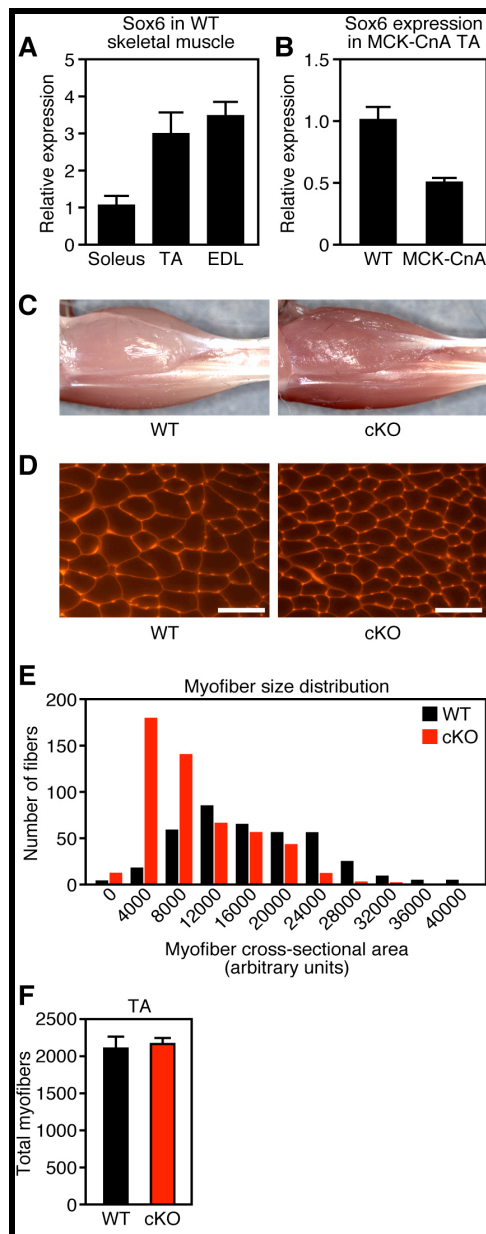 A
Sox6 in WT
skeletal muscle
Relative expression
5
4
3
2
1
0
Soleus TA EDL
B
Sox6 expression
in MCK-CnA TA
Relative expression
1.5
1.0
0.5
0
WT MCK-CnA
C
WT cKO
D
WT cKO
E
Myofiber size distribution
Number of fibers
200
150
100
50
0
WT
cKO
0 4000 8000 12000 16000 20000 24000 28000 32000 36000 40000
Myofiber cross-sectional area
(arbitrary units)
F
TA
Total myofibers
2500
2000
1500
1000
500
0
WT cKO